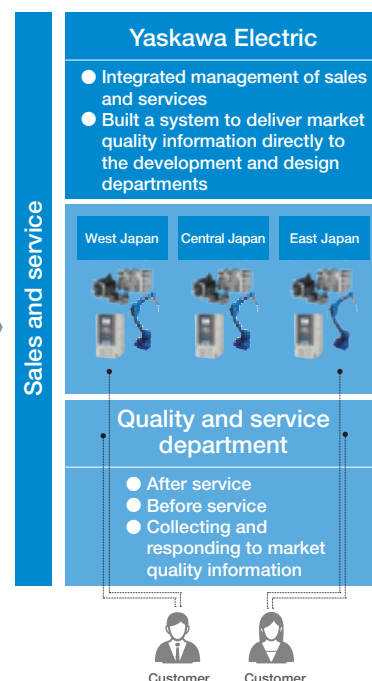 Sales and service
Yaskawa Electric
● Integrated management of sales
and services
● Built a system to deliver market
quality information directly to
the development and design
departments
West Japan
Central Japan
East Japan
Quality and service
department
● After service
● Before service
● Collecting and
responding to market
quality information
Customer
Customer